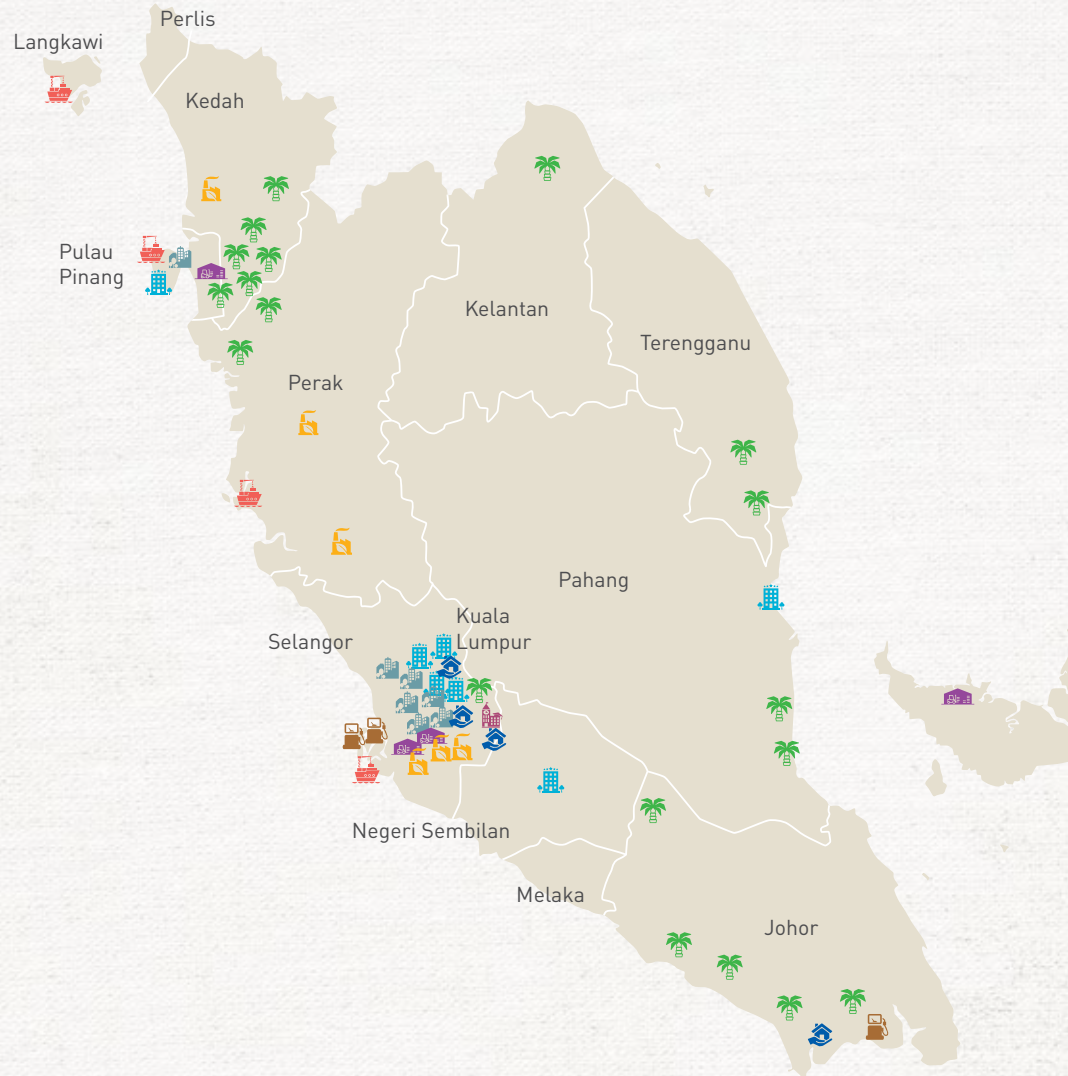 Perlis
Langkawi
Kedah
Pulau
Pinang
Kelantan
Terengganu
Perak
Pahang
Kuala
Lumpur
Selangor
Negeri Sembilan
Melaka
Johor